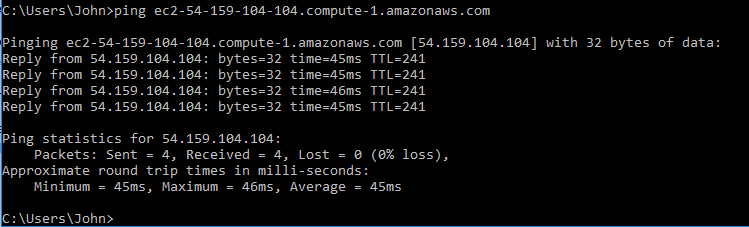 C:\Users\John>ping ec2-54-159-104-104.compute-1.amazonaws.com
Pinging ec2-54-159-104-104.compute-1.amazonaws.com [54.159.104.104] with 32 bytes of data:
Reply from 54.159.104.104: bytes=32 time=45ms TTL=241
Reply from 54.159.104.104: bytes=32 time=45ms TTL=241
Reply from 54.159.104.104: bytes=32 time=46ms TTL=241
Reply from 54.159.104.104: bytes=32 time=45ms TTL=241
Ping statistics for 54.159.104.104:
    Packets: Sent = 4, Received = 4, Lost = 0 (0% loss),
Approximate round trip times in milli-seconds:
    Minimum = 45ms, Maximum = 46ms, Average = 45ms
C:\Users\John>